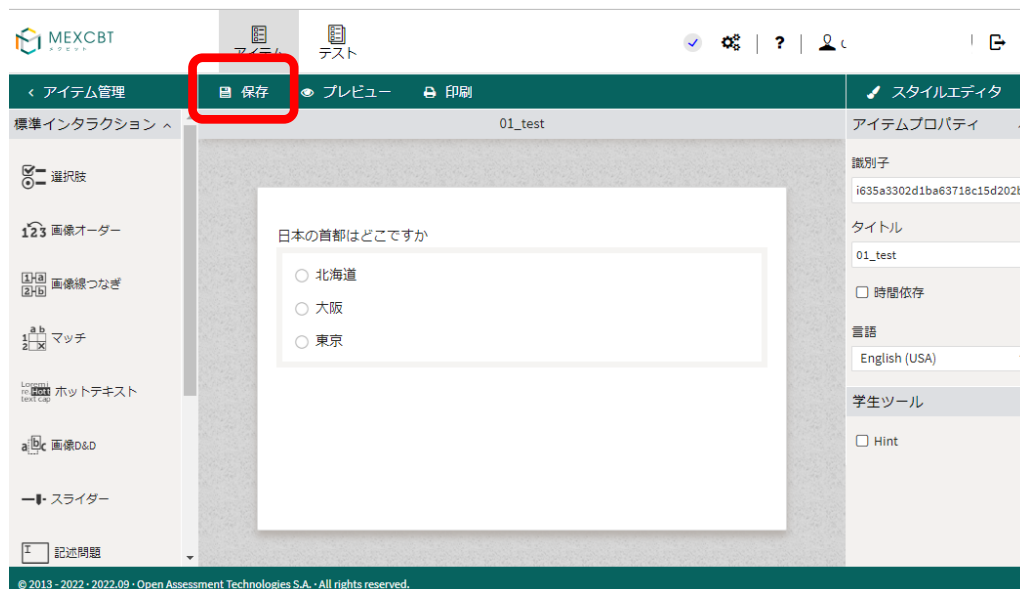 MEXCBT
メクビット
アイテム
テスト
?
アイテム管理
保存
プレビュー
印刷
スタイルエディタ
標準インタラクション
01_test
アイテムプロパティ
選択肢
123 画像オーダー
画像線つなぎ
マッチ
ホットテキスト
画像D&D
スライダー
記述問題
日本の首都はどこですか
北海道
大阪
東京
識別子
i635a3302d1ba63718c15d202b
タイトル
01_test
時間依存
言語
English (USA)
学生ツール
Hint
© 2013 - 2022 · 2022.09 · Open Assessment Technologies S.A. · All rights reserved.